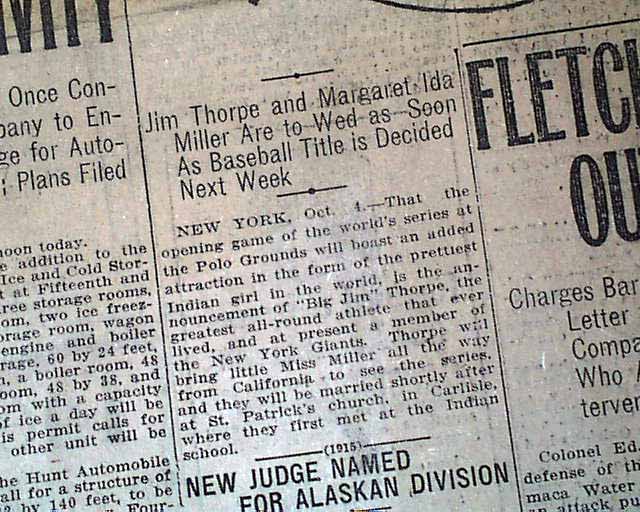 IVITY
Once Con-
pany to En-
ge for Auto-
; Plans Filed
noon today.
e addition to the
Ice and Cold Stor-
t at Fifteenth and
ree storage rooms,
om, two ice freez-
orage room, wagon
engine and boiler
rage, 60 by 24 feet,
, a boiler room, 48
room, 48 by 38, and
om with a capacity
of ice a day will be
is permit calls for
other unit will be
he Hunt Automobile
all for a structure of
2 by 140 feet, to be
Four-
Jim Thorpe and Margaret Ida
Miller Are to Wed as Soon
As Baseball Title is Decided
Next Week
NEW YORK, Oct. 4.—That the
opening game of the world's series at
the Polo Grounds will boast an added
attraction in the form of the prettiest
Indian girl in the world, is the an-
nouncement of "Big Jim" Thorpe, the
greatest all-round athlete that ever
lived, and at present a member of
the New York Giants. Thorpe will
bring little Miss Miller all the way
from California to see the series,
and they will be married shortly after
at St. Patrick's church, in Carlisle,
where they first met at the Indian
school.
(1915)
NEW JUDGE NAMED
FOR ALASKAN DIVISION
FLETCH
OU
Charges Bar
Letter
Compa
Who A
terven
Colonel Ed.
defense of th
maca Water
an attack pu